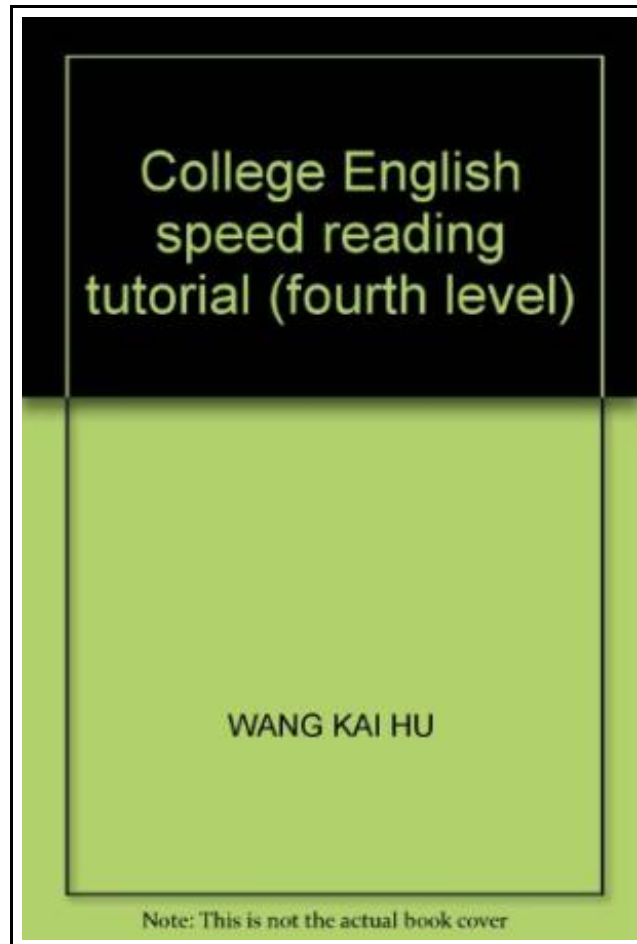 College English
speed reading
tutorial (fourth level)
WANG KAI HU
Note: This is not the actual book cover